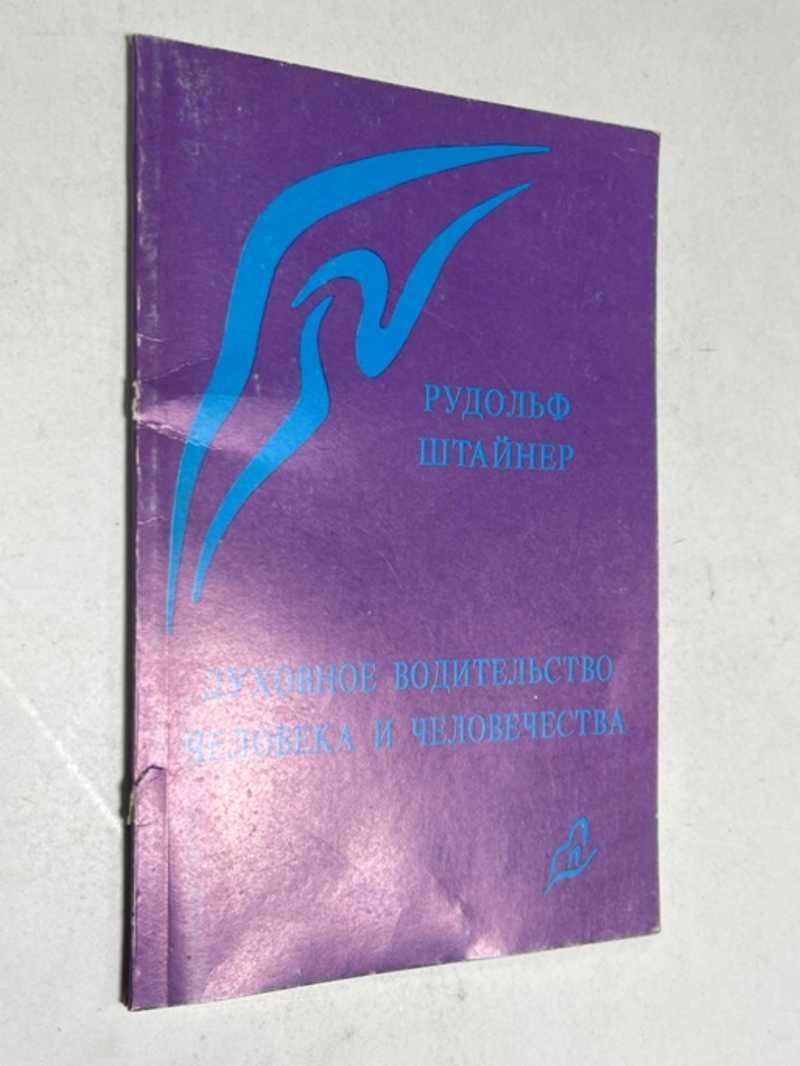 РУДОЛЬФ
ШТАЙНЕР
ДУХОВНОЕ ВОДИТЕЛЬСТВО
ЧЕЛОВЕКА И ЧЕЛОВЕЧЕСТВА